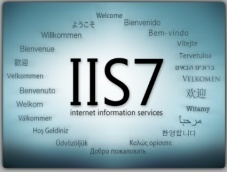 Welcome
ようこそ Bienvenido
Willkommen Bem-vindo
Bienvenue Vítejte
歡迎 Tervetuloa
Velkommen ברוכים הבאים
IIS7
Benvenuto VELKOMEN
internet information services
Welkom 欢迎
Välkommen Witamy
Hoş Geldiniz مرحبا
Üdvözöljük Καλώς ορίσατε
환영합니다
Добро пожаловать